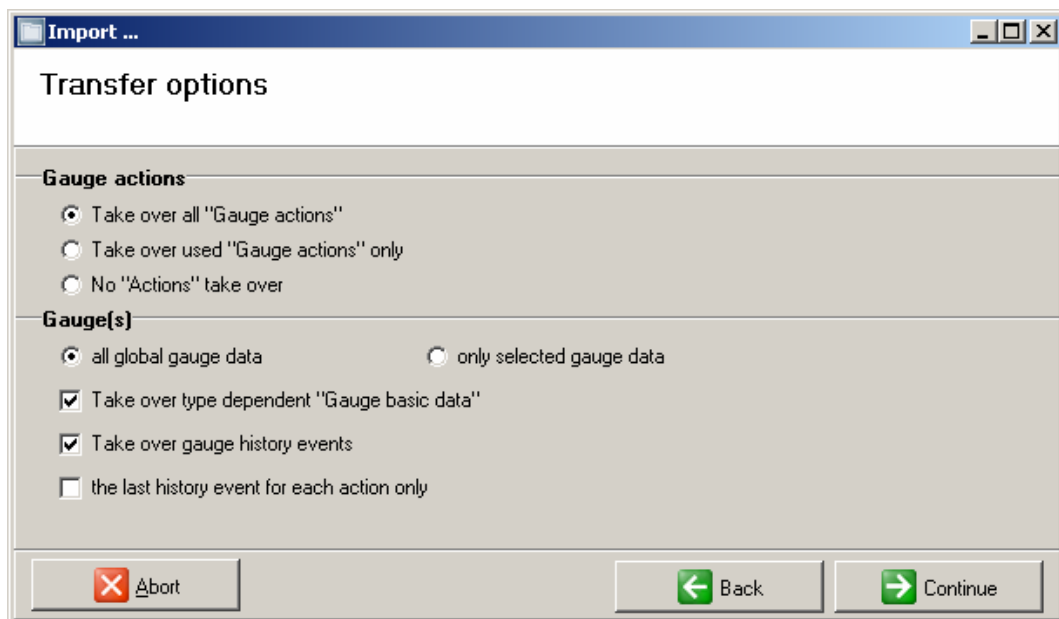 Import ...
Transfer options
Gauge actions
Take over all "Gauge actions"
Take over used "Gauge actions" only
No "Actions" take over
Gauge(s)
all global gauge data only selected gauge data
Take over type dependent "Gauge basic data"
Take over gauge history events
the last history event for each action only
Abort Back Continue